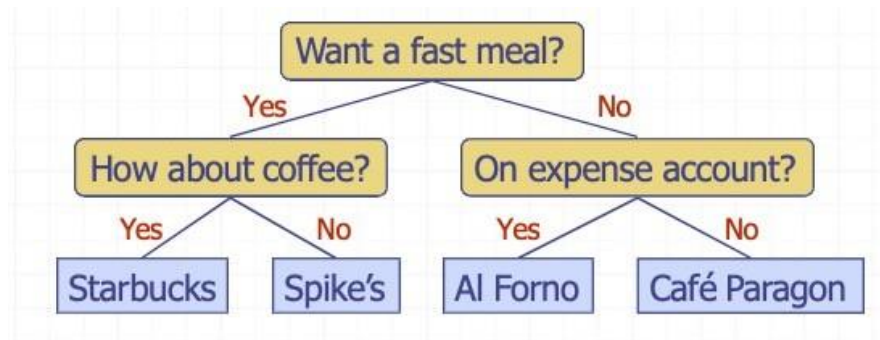 Want a fast meal?
Yes
No
How about coffee?
On expense account?
Yes
No
Yes
No
Starbucks
Spike’s
Al Forno
Café Paragon